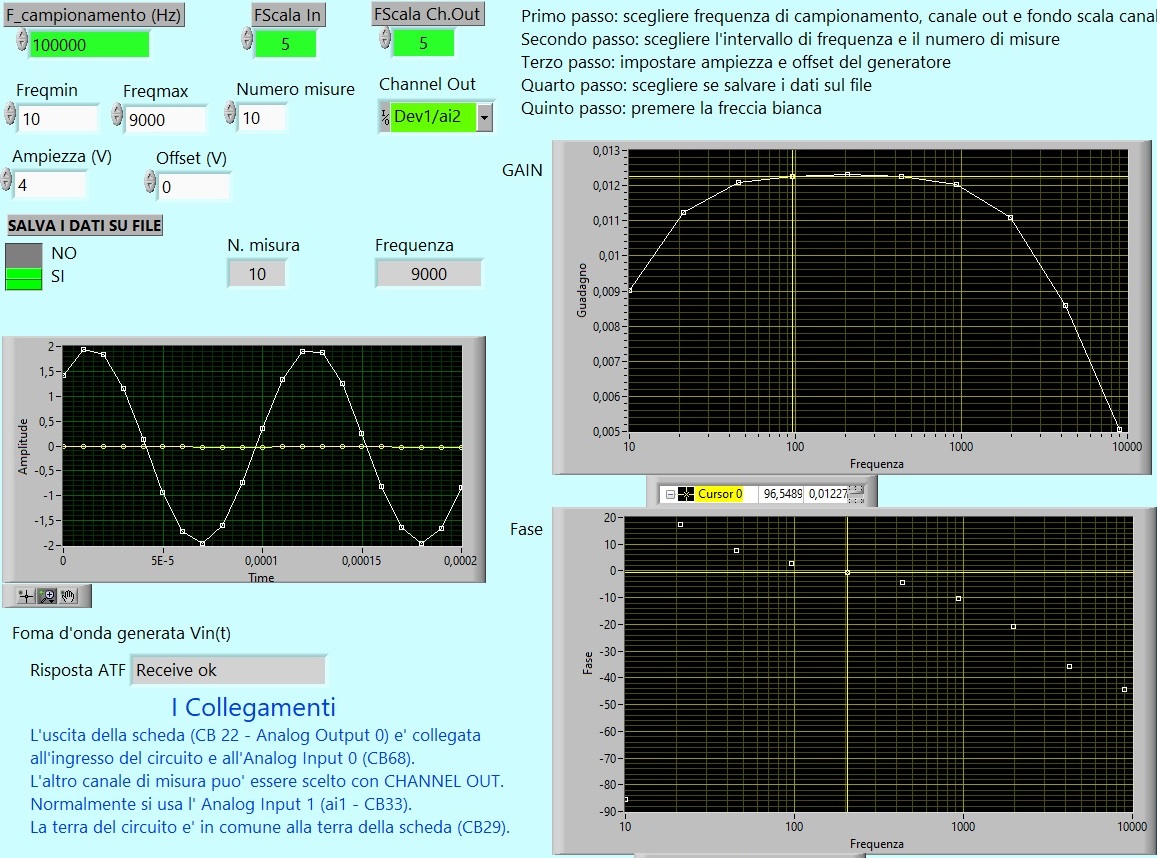 F_campionamento (Hz)
100000
FScala In
5
FScala Ch.Out
5
Primo passo: scegliere frequenza di campionamento, canale out e fondo scala canal
Secondo passo: scegliere l'intervallo di frequenza e il numero di misure
Terzo passo: impostare ampiezza e offset del generatore
Quarto passo: scegliere se salvare i dati sul file
Quinto passo: premere la freccia bianca
Freqmin
10
Freqmax
9000
Numero misure
10
Channel Out
Dev1/ai2
Ampiezza (V)
4
Offset (V)
0
SALVA I DATI SU FILE
NO
SI
N. misura
10
Frequenza
9000
GAIN
Guadagno
0,013
0,012
0,011
0,01
0,009
0,008
0,007
0,006
0,005
10
100
1000
10000
Frequenza
Cursor 0
96,5489
0,01227
Amplitude
2
1,5
1
0,5
0
-0,5
-1
-1,5
-2
0
5E-5
0,0001
0,00015
0,0002
Time
Foma d'onda generata Vin(t)
Risposta ATF
Receive ok
I Collegamenti
L'uscita della scheda (CB 22 - Analog Output 0) e' collegata
all'ingresso del circuito e all'Analog Input 0 (CB68).
L'altro canale di misura puo' essere scelto con CHANNEL OUT.
Normalmente si usa l' Analog Input 1 (ai1 - CB33).
La terra del circuito e' in comune alla terra della scheda (CB29).
Fase
Fase
20
10
0
-10
-20
-30
-40
-50
-60
-70
-80
-90
10
100
1000
10000
Frequenza